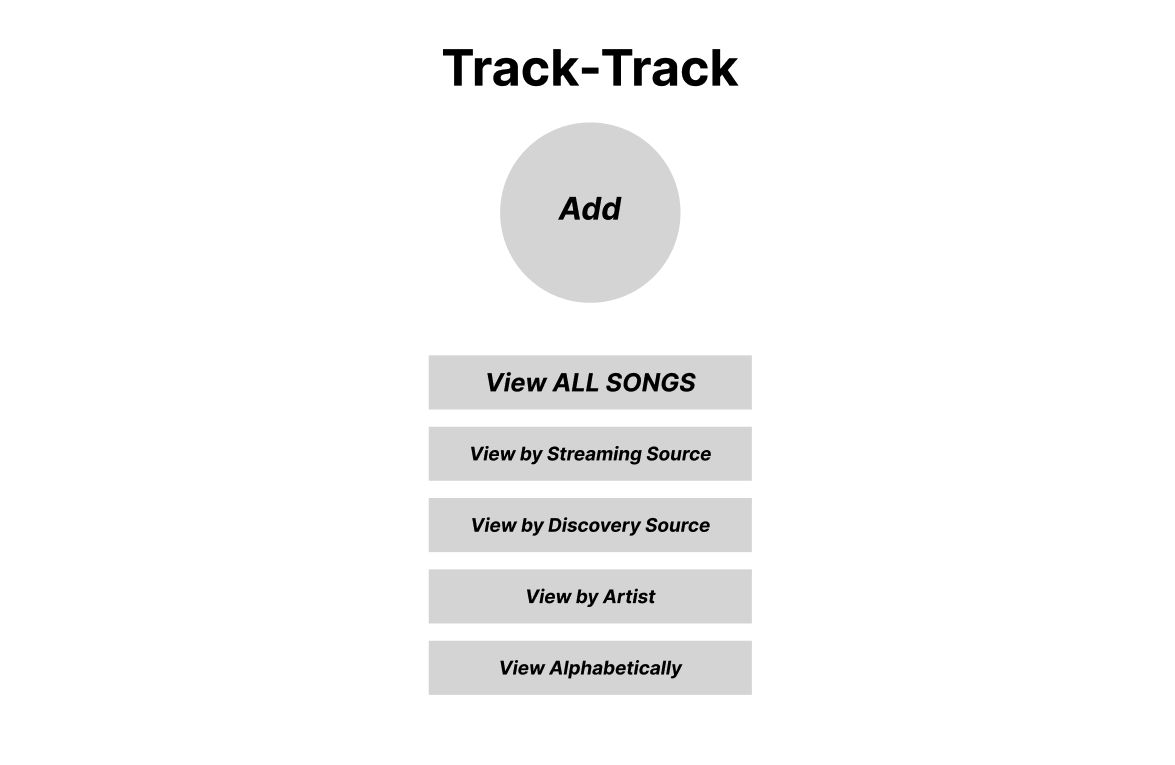 Track-Track
Add
View ALL SONGS
View by Streaming Source
View by Discovery Source
View by Artist
View Alphabetically